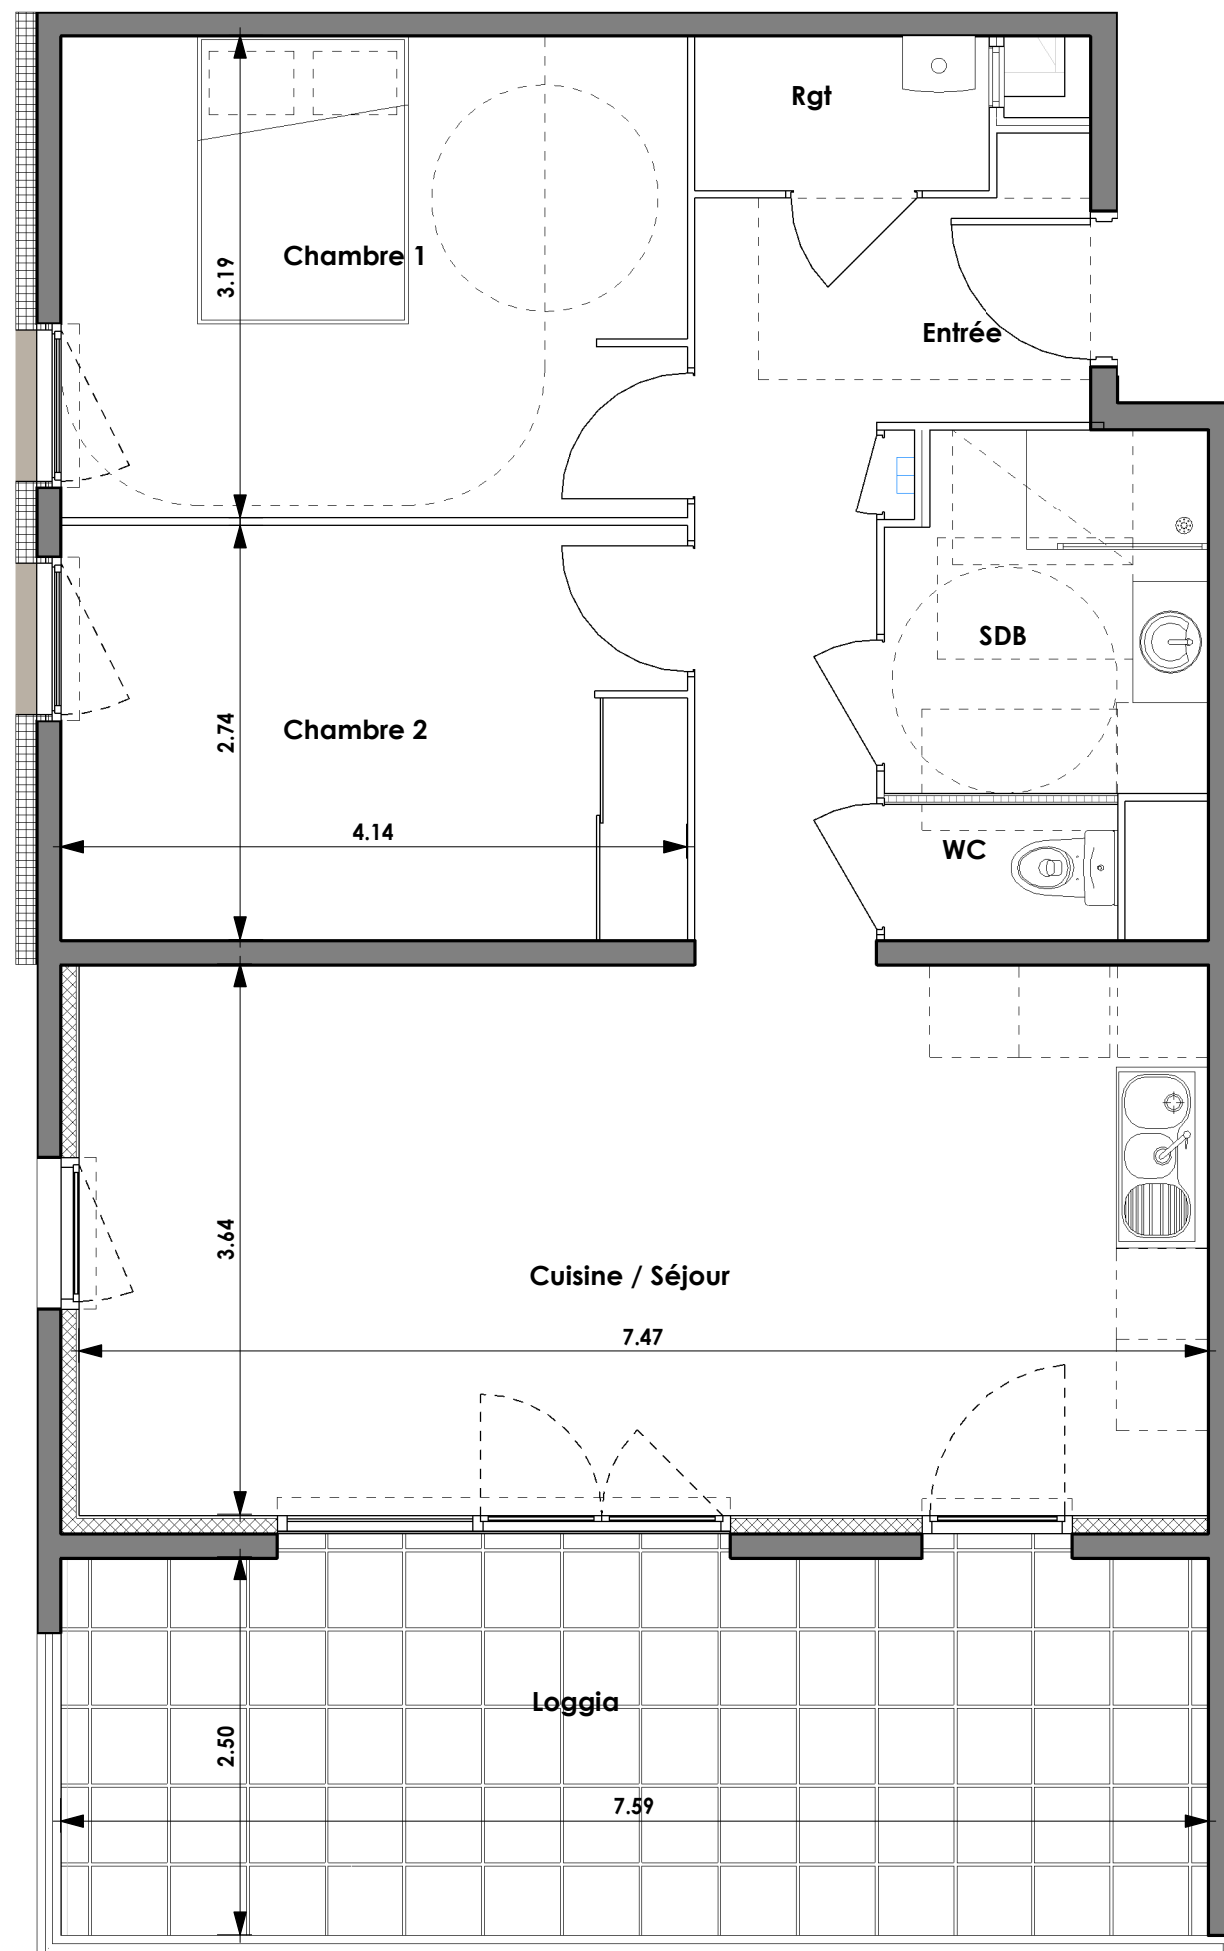 Rgt
Chambre 1
3.19
Entrée
SDB
Chambre 2
2.74
4.14
WC
3.64
Cuisine / Séjour
7.47
Loggia
2.50
7.59